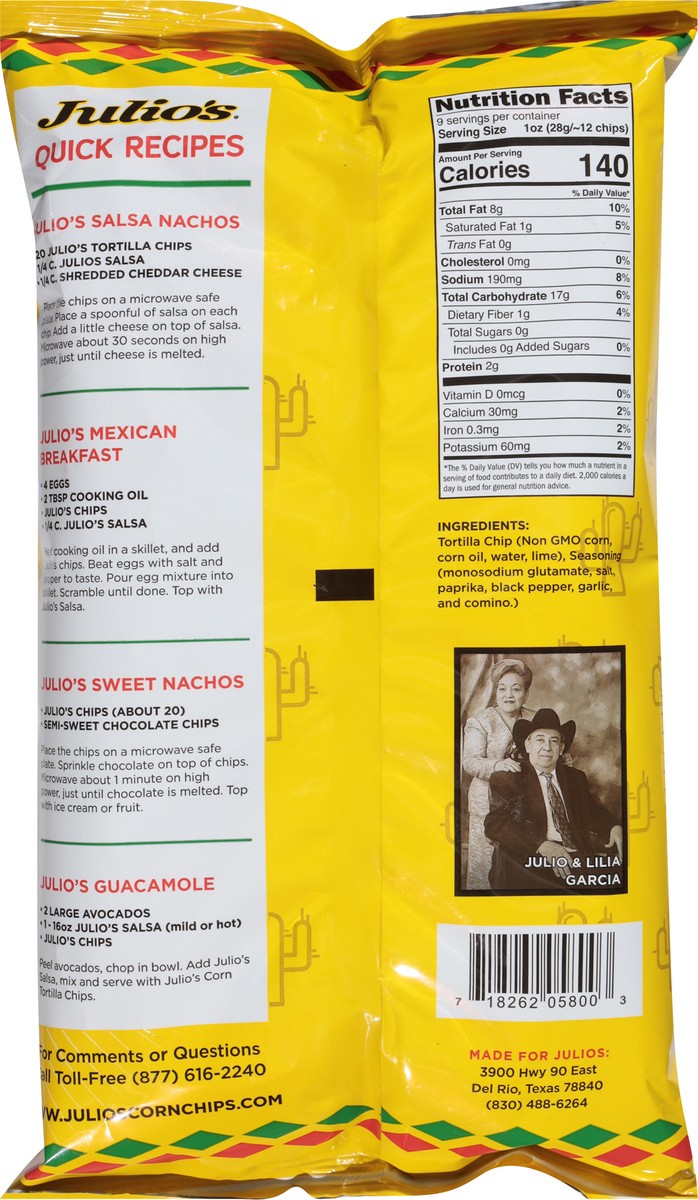 Julio's.
QUICK RECIPES
JULIO'S SALSA NACHOS
20 JULIO'S TORTILLA CHIPS
1/4 C. JULIOS SALSA
1/4 C. SHREDDED CHEDDAR CHEESE
Place the chips on a microwave safe
plate. Place a spoonful of salsa on each
chip. Add a little cheese on top of salsa.
Microwave about 30 seconds on high
power, just until cheese is melted.
JULIO'S MEXICAN
BREAKFAST
• 4 EGGS
• 2 TBSP COOKING OIL
• JULIO'S CHIPS
• 1/4 C. JULIO'S SALSA
Heat cooking oil in a skillet, and add
Julio's chips. Beat eggs with salt and
pepper to taste. Pour egg mixture into
skillet. Scramble until done. Top with
Julio's Salsa.
JULIO'S SWEET NACHOS
• JULIO'S CHIPS (ABOUT 20)
• SEMI-SWEET CHOCOLATE CHIPS
Place the chips on a microwave safe
plate. Sprinkle chocolate on top of chips.
Microwave about 1 minute on high
power, just until chocolate is melted. Top
with ice cream or fruit.
JULIO'S GUACAMOLE
• 2 LARGE AVOCADOS
• 1 - 16oz JULIO'S SALSA (mild or hot)
• JULIO'S CHIPS
Peel avocados, chop in bowl. Add Julio's
Salsa, mix and serve with Julio's Corn
Tortilla Chips.
For Comments or Questions
Call Toll-Free (877) 616-2240
WW.JULIOSCORNCHIPS.COM
Nutrition Facts
9 servings per container
Serving Size 1oz (28g/~12 chips)
Amount Per Serving
Calories 140
% Daily Value*
Total Fat 8g 10%
Saturated Fat 1g 5%
Trans Fat 0g
Cholesterol 0mg 0%
Sodium 190mg 8%
Total Carbohydrate 17g 6%
Dietary Fiber 1g 4%
Total Sugars 0g
Includes 0g Added Sugars 0%
Protein 2g
Vitamin D 0mcg 0%
Calcium 30mg 2%
Iron 0.3mg 2%
Potassium 60mg 2%
*The % Daily Value (DV) tells you how much a nutrient in a
serving of food contributes to a daily diet. 2,000 calories a
day is used for general nutrition advice.
INGREDIENTS:
Tortilla Chip (Non GMO corn,
corn oil, water, lime), Seasoning
(monosodium glutamate, salt,
paprika, black pepper, garlic,
and comino.)
JULIO & LILIA
GARCIA
7 18262 05800 3
MADE FOR JULIOS:
3900 Hwy 90 East
Del Rio, Texas 78840
(830) 488-6264